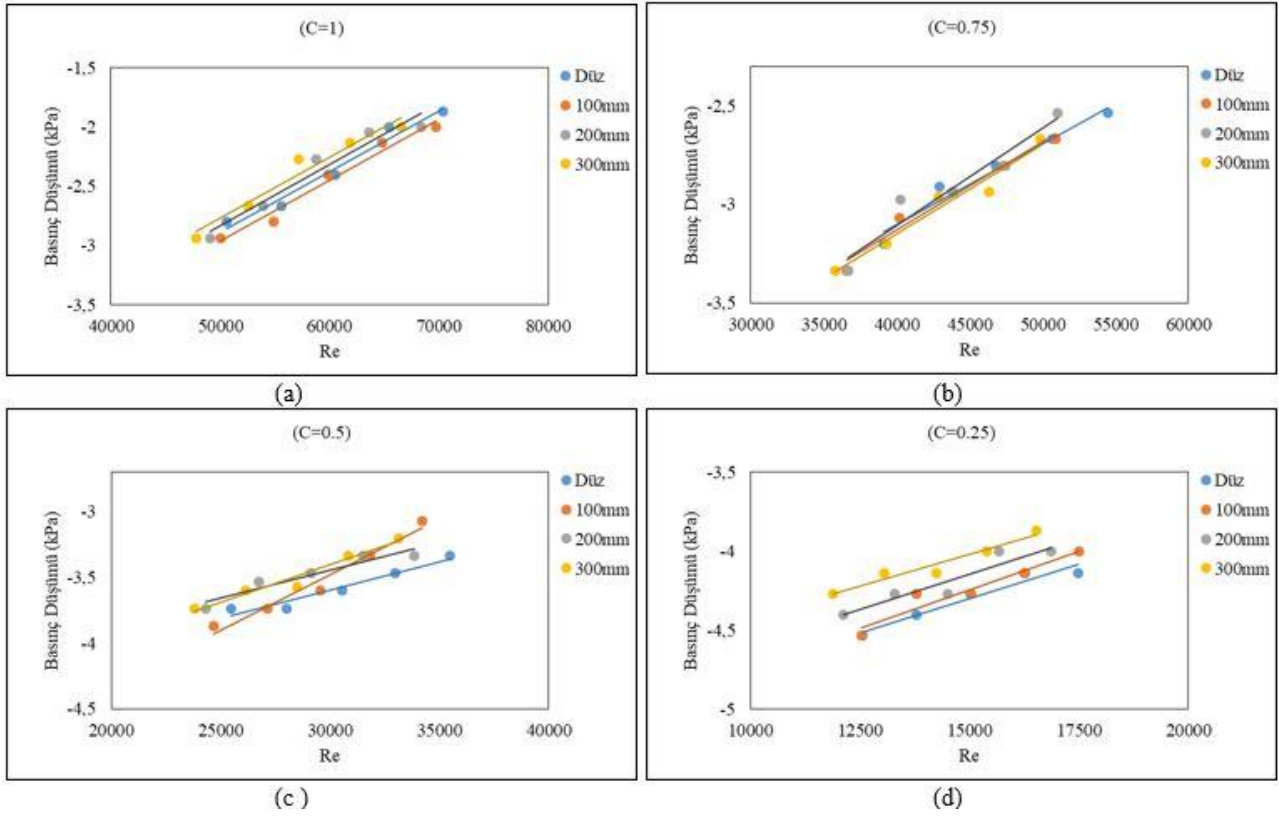 (C=1)
Basınç Düşümü (kPa)
-1,5
-2
-2,5
-3
-3,5
40000 50000 60000 70000 80000
Re
Düz
100mm
200mm
300mm
(a)
(C=0.75)
Basınç Düşümü (kPa)
-2,5
-3
-3,5
30000 35000 40000 45000 50000 55000 60000
Re
Düz
100mm
200mm
300mm
(b)
(C=0.5)
Basınç Düşümü (kPa)
-3
-3,5
-4
-4,5
20000 25000 30000 35000 40000
Re
Düz
100mm
200mm
300mm
(c )
(C=0.25)
Basınç Düşümü (kPa)
-3,5
-4
-4,5
-5
10000 12500 15000 17500 20000
Re
Düz
100mm
200mm
300mm
(d)